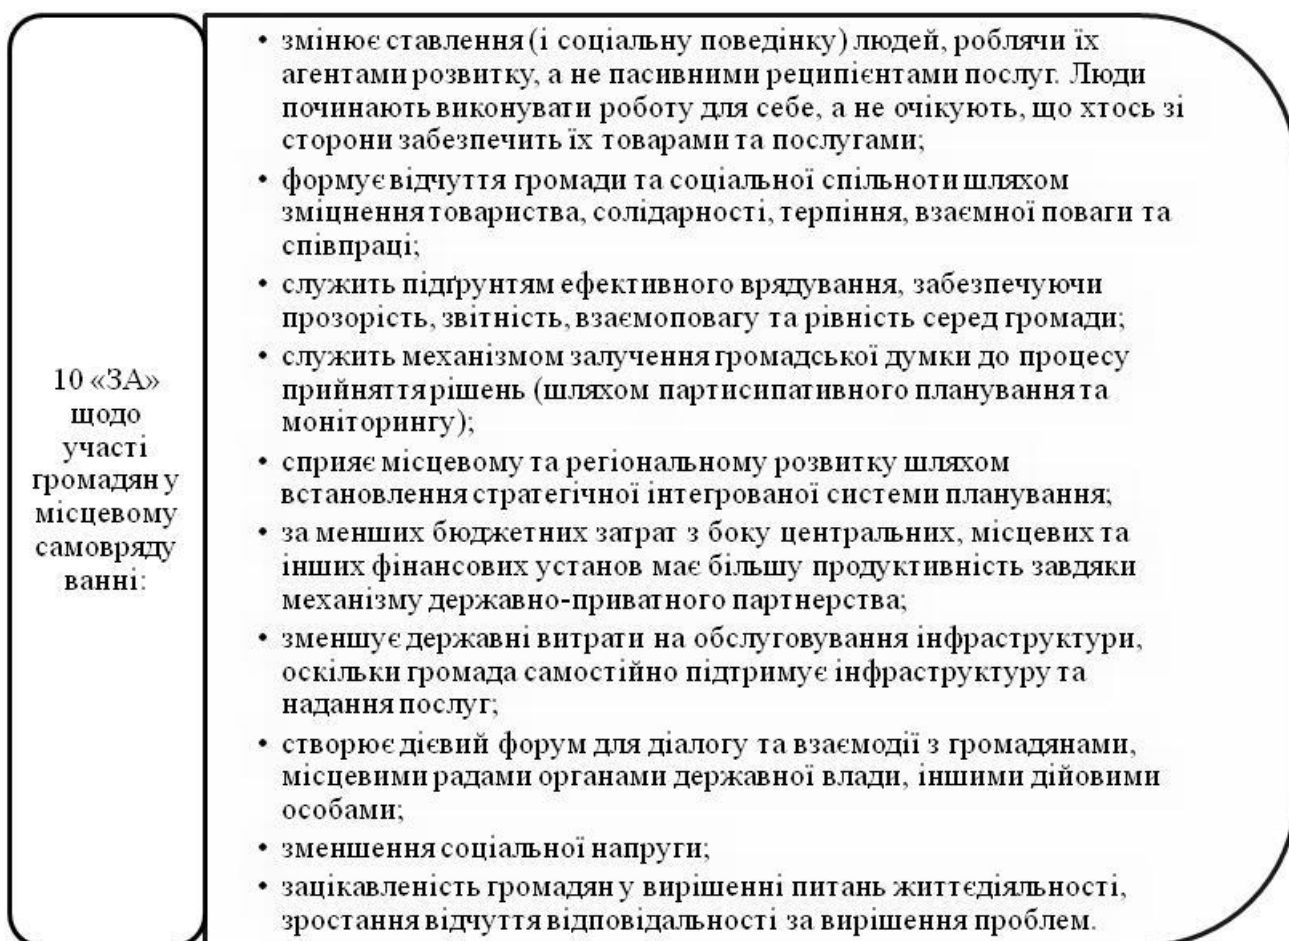 10 «ЗА»
щодо
участі
громадян у
місцевому
самовряду
ванні:
• змінює ставлення (і соціальну поведінку) людей, роблячи їх
агентами розвитку, а не пасивними реципієнтами послуг. Люди
починають виконувати роботу для себе, а не очікують, що хтось зі
сторони забезпечить їх товарами та послугами;
• формує відчуття громади та соціальної спільноти шляхом
зміцнення товариства, солідарності, терпіння, взаємної поваги та
співпраці;
• служить підґрунтям ефективного врядування, забезпечуючи
прозорість, звітність, взаємоповагу та рівність серед громади;
• служить механізмом залучення громадської думки до процесу
прийняття рішень (шляхом партисипативного планування та
моніторингу);
• сприяє місцевому та регіональному розвитку шляхом
встановлення стратегічної інтегрованої системи планування;
• за менших бюджетних затрат з боку центральних, місцевих та
інших фінансових установ має більшу продуктивність завдяки
механізму державно-приватного партнерства;
• зменшує державні витрати на обслуговування інфраструктури,
оскільки громада самостійно підтримує інфраструктуру та
надання послуг;
• створює дієвий форум для діалогу та взаємодії з громадянами,
місцевими радами органами державної влади, іншими дійовими
особами;
• зменшення соціальної напруги;
• зацікавленість громадян у вирішенні питань життєдіяльності,
зростання відчуття відповідальності за вирішення проблем.